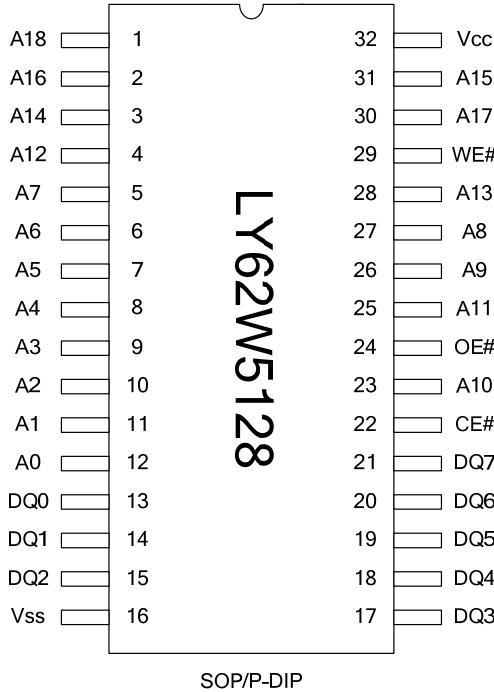 A18 1 32 Vcc
A16 2 31 A15
A14 3 30 A17
A12 4 29 WE#
A7 5 28 A13
A6 6 27 A8
A5 7 26 A9
A4 8 25 A11
A3 9 24 OE#
A2 10 23 A10
A1 11 22 CE#
A0 12 21 DQ7
DQ0 13 20 DQ6
DQ1 14 19 DQ5
DQ2 15 18 DQ4
Vss 16 17 DQ3
LY62W5128
SOP/P-DIP